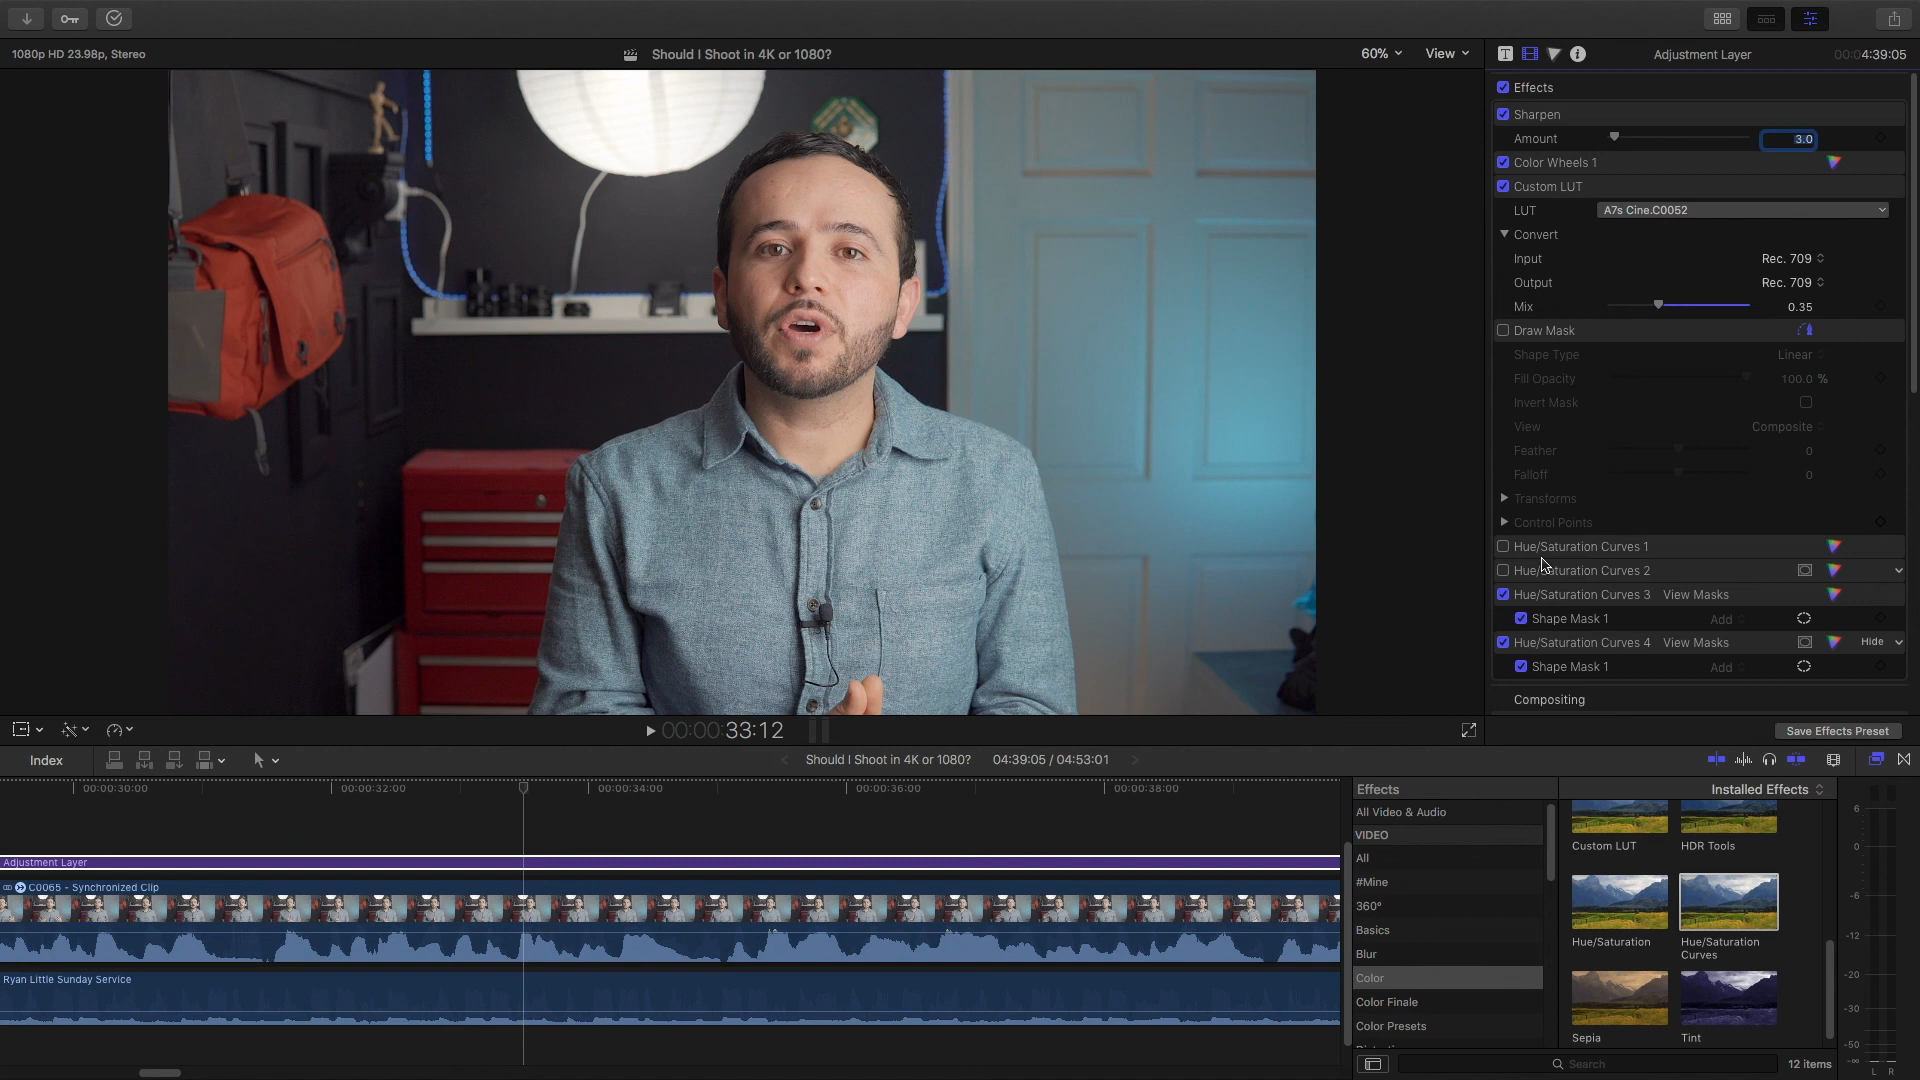 1080p HD 23.98p, Stereo
Should I Shoot in 4K or 1080?
60%
View
Adjustment Layer
00:04:39:05
Effects
Sharpen
Amount
3.0
Color Wheels 1
Custom LUT
LUT
A7s Cine.C0052
Convert
Input
Rec. 709
Output
Rec. 709
Mix
0.35
Draw Mask
Shape Type
Linear
Fill Opacity
100.0 %
Invert Mask
View
Composite
Feather
0
Falloff
0
Transforms
Control Points
Hue/Saturation Curves 1
Hue/Saturation Curves 2
Hue/Saturation Curves 3 View Masks
Shape Mask 1
Add
Hue/Saturation Curves 4 View Masks
Hide
Shape Mask 1
Add
Compositing
00:00:33:12
Save Effects Preset
Index
Should I Shoot in 4K or 1080?
04:39:05 / 04:53:01
00:00:30:00
00:00:32:00
00:00:34:00
00:00:36:00
00:00:38:00
Adjustment Layer
C0065 - Synchronized Clip
Ryan Little Sunday Service
Effects
Installed Effects
All Video & Audio
VIDEO
All
#Mine
360°
Basics
Blur
Color
Color Finale
Color Presets
Custom LUT
HDR Tools
Hue/Saturation
Hue/Saturation
Curves
Sepia
Tint
Search
12 items
6
0
-6
-12
-20
-30
-50
-∞
L R